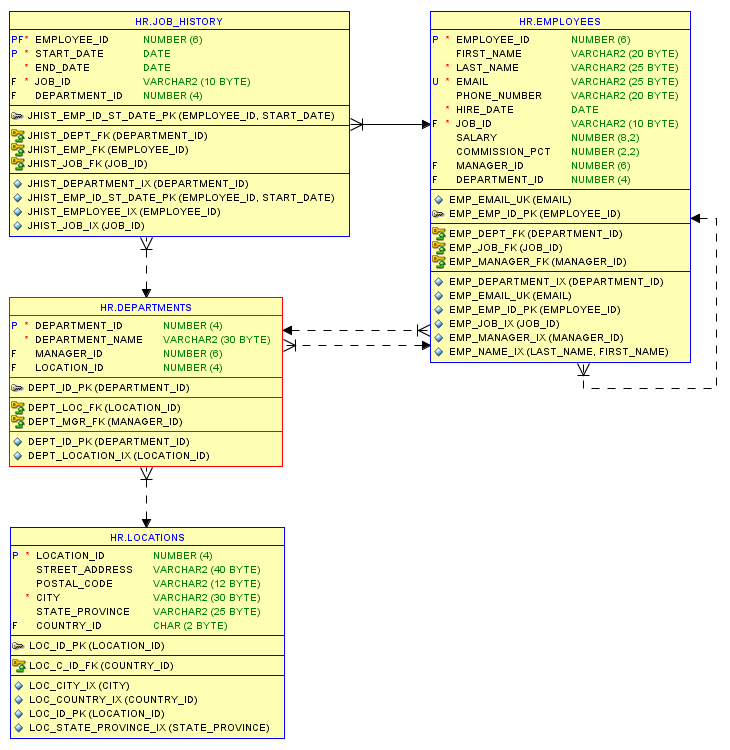 HR.JOB_HISTORY
PF* EMPLOYEE_ID NUMBER (6)
P * START_DATE DATE
* END_DATE DATE
F * JOB_ID VARCHAR2 (10 BYTE)
F DEPARTMENT_ID NUMBER (4)
JHIST_EMP_ID_ST_DATE_PK (EMPLOYEE_ID, START_DATE)
JHIST_DEPT_FK (DEPARTMENT_ID)
JHIST_EMP_FK (EMPLOYEE_ID)
JHIST_JOB_FK (JOB_ID)
JHIST_DEPARTMENT_IX (DEPARTMENT_ID)
JHIST_EMP_ID_ST_DATE_PK (EMPLOYEE_ID, START_DATE)
JHIST_EMPLOYEE_IX (EMPLOYEE_ID)
JHIST_JOB_IX (JOB_ID)
HR.EMPLOYEES
P * EMPLOYEE_ID NUMBER (6)
FIRST_NAME VARCHAR2 (20 BYTE)
* LAST_NAME VARCHAR2 (25 BYTE)
U * EMAIL VARCHAR2 (25 BYTE)
PHONE_NUMBER VARCHAR2 (20 BYTE)
* HIRE_DATE DATE
F * JOB_ID VARCHAR2 (10 BYTE)
SALARY NUMBER (8,2)
COMMISSION_PCT NUMBER (2,2)
F MANAGER_ID NUMBER (6)
F DEPARTMENT_ID NUMBER (4)
EMP_EMAIL_UK (EMAIL)
EMP_EMP_ID_PK (EMPLOYEE_ID)
EMP_DEPT_FK (DEPARTMENT_ID)
EMP_JOB_FK (JOB_ID)
EMP_MANAGER_FK (MANAGER_ID)
EMP_DEPARTMENT_IX (DEPARTMENT_ID)
EMP_EMAIL_UK (EMAIL)
EMP_EMP_ID_PK (EMPLOYEE_ID)
EMP_JOB_IX (JOB_ID)
EMP_MANAGER_IX (MANAGER_ID)
EMP_NAME_IX (LAST_NAME, FIRST_NAME)
HR.DEPARTMENTS
P * DEPARTMENT_ID NUMBER (4)
* DEPARTMENT_NAME VARCHAR2 (30 BYTE)
F MANAGER_ID NUMBER (6)
F LOCATION_ID NUMBER (4)
DEPT_ID_PK (DEPARTMENT_ID)
DEPT_LOC_FK (LOCATION_ID)
DEPT_MGR_FK (MANAGER_ID)
DEPT_ID_PK (DEPARTMENT_ID)
DEPT_LOCATION_IX (LOCATION_ID)
HR.LOCATIONS
P * LOCATION_ID NUMBER (4)
STREET_ADDRESS VARCHAR2 (40 BYTE)
POSTAL_CODE VARCHAR2 (12 BYTE)
* CITY VARCHAR2 (30 BYTE)
STATE_PROVINCE VARCHAR2 (25 BYTE)
F COUNTRY_ID CHAR (2 BYTE)
LOC_ID_PK (LOCATION_ID)
LOC_C_ID_FK (COUNTRY_ID)
LOC_CITY_IX (CITY)
LOC_COUNTRY_IX (COUNTRY_ID)
LOC_ID_PK (LOCATION_ID)
LOC_STATE_PROVINCE_IX (STATE_PROVINCE)